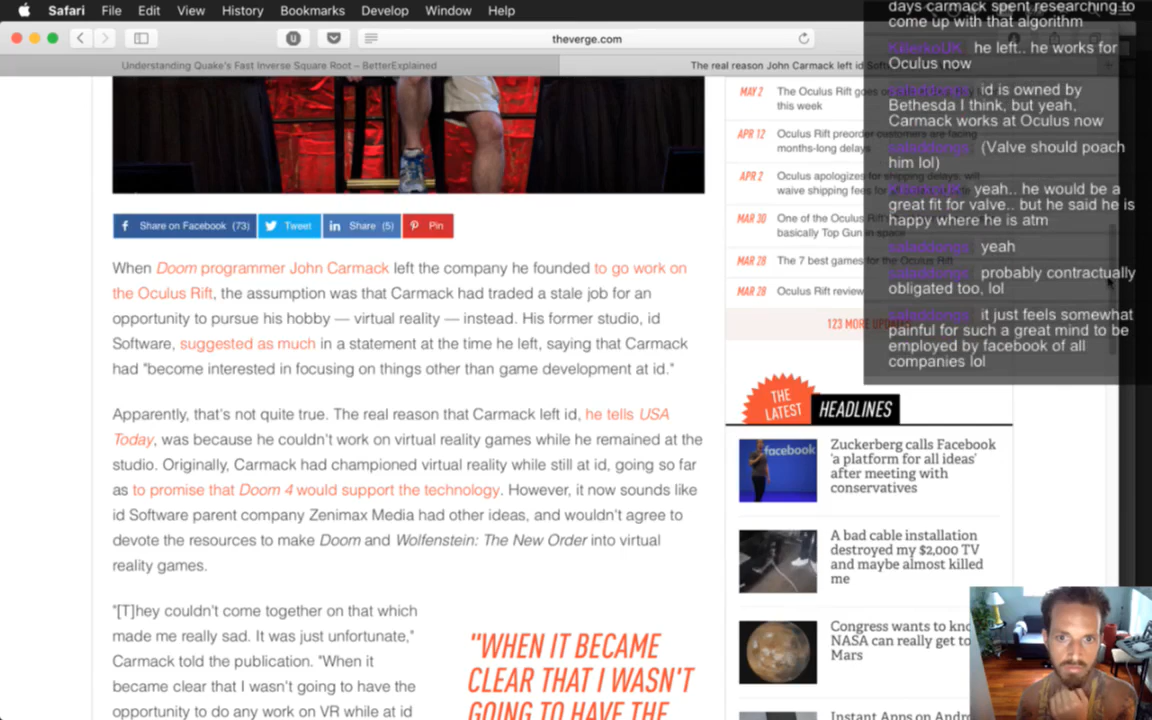 Safari File Edit View History Bookmarks Develop Window Help
theverge.com
Understanding Quake's Fast Inverse Square Root – BetterExplained
The real reason John Carmack left id
Share on Facebook (73)
Tweet
in Share (5)
Pin
When Doom programmer John Carmack left the company he founded to go work on
the Oculus Rift, the assumption was that Carmack had traded a stale job for an
opportunity to pursue his hobby — virtual reality — instead. His former studio, id
Software, suggested as much in a statement at the time he left, saying that Carmack
had "become interested in focusing on things other than game development at id."
Apparently, that's not quite true. The real reason that Carmack left id, he tells USA
Today, was because he couldn't work on virtual reality games while he remained at the
studio. Originally, Carmack had championed virtual reality while still at id, going so far
as to promise that Doom 4 would support the technology. However, it now sounds like
id Software parent company Zenimax Media had other ideas, and wouldn't agree to
devote the resources to make Doom and Wolfenstein: The New Order into virtual
reality games.
"[T]hey couldn't come together on that which
made me really sad. It was just unfortunate,"
Carmack told the publication. "When it
became clear that I wasn't going to have the
opportunity to do any work on VR while at id
"WHEN IT BECAME
CLEAR THAT I WASN'T
GOING TO HAVE THE
MAY 2 The Oculus Rift goes
this week
APR 12 Oculus Rift preorder customers are facing
months-long delays
APR 2 Oculus apologizes for shipping delays, will
waive shipping fees for
MAR 30 One of the Oculus
basically Top Gun in space
MAR 28 The 7 best games for the Oculus Rift
MAR 28 Oculus Rift review
123 MORE UPDATES
THE
LATEST
HEADLINES
facebook
Zuckerberg calls Facebook
'a platform for all ideas'
after meeting with
conservatives
A bad cable installation
destroyed my $2,000 TV
and maybe almost killed
me
Congress wants to
NASA can really get to
Mars
Instant Apps on
days carmack spent researching to
come up with that algorithm
he left.. he works for
Oculus now
saladdongs id is owned by
Bethesda I think, but yeah,
Carmack works at Oculus now
saladdongs (Valve should poach
him lol)
yeah.. he would be a
great fit for valve.. but he said he is
happy where he is atm
saladdongs yeah
saladdongs probably contractually
obligated too, lol
saladdongs it just feels somewhat
painful for such a great mind to be
employed by facebook of all
companies lol